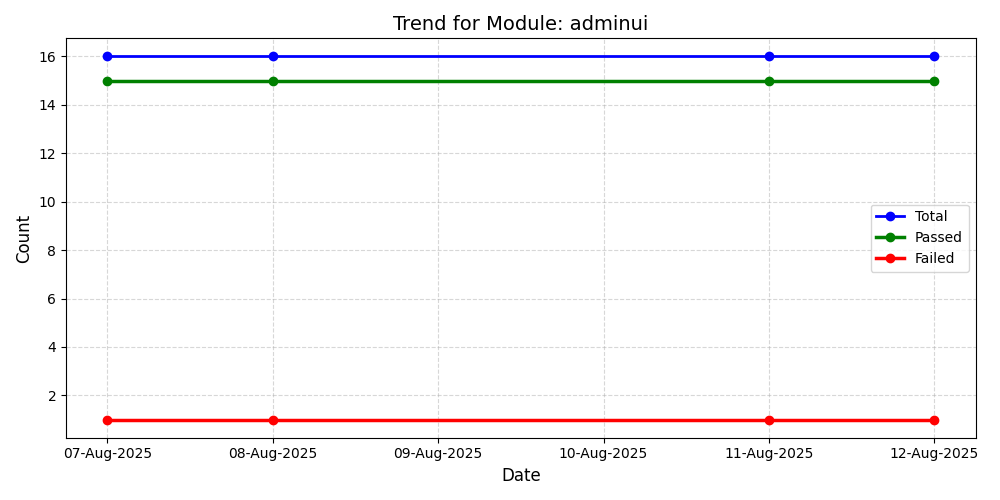 Trend for Module: adminui
Count
16
14
12
10
8
6
4
2
Total
Passed
Failed
07-Aug-2025 08-Aug-2025 09-Aug-2025 10-Aug-2025 11-Aug-2025 12-Aug-2025
Date